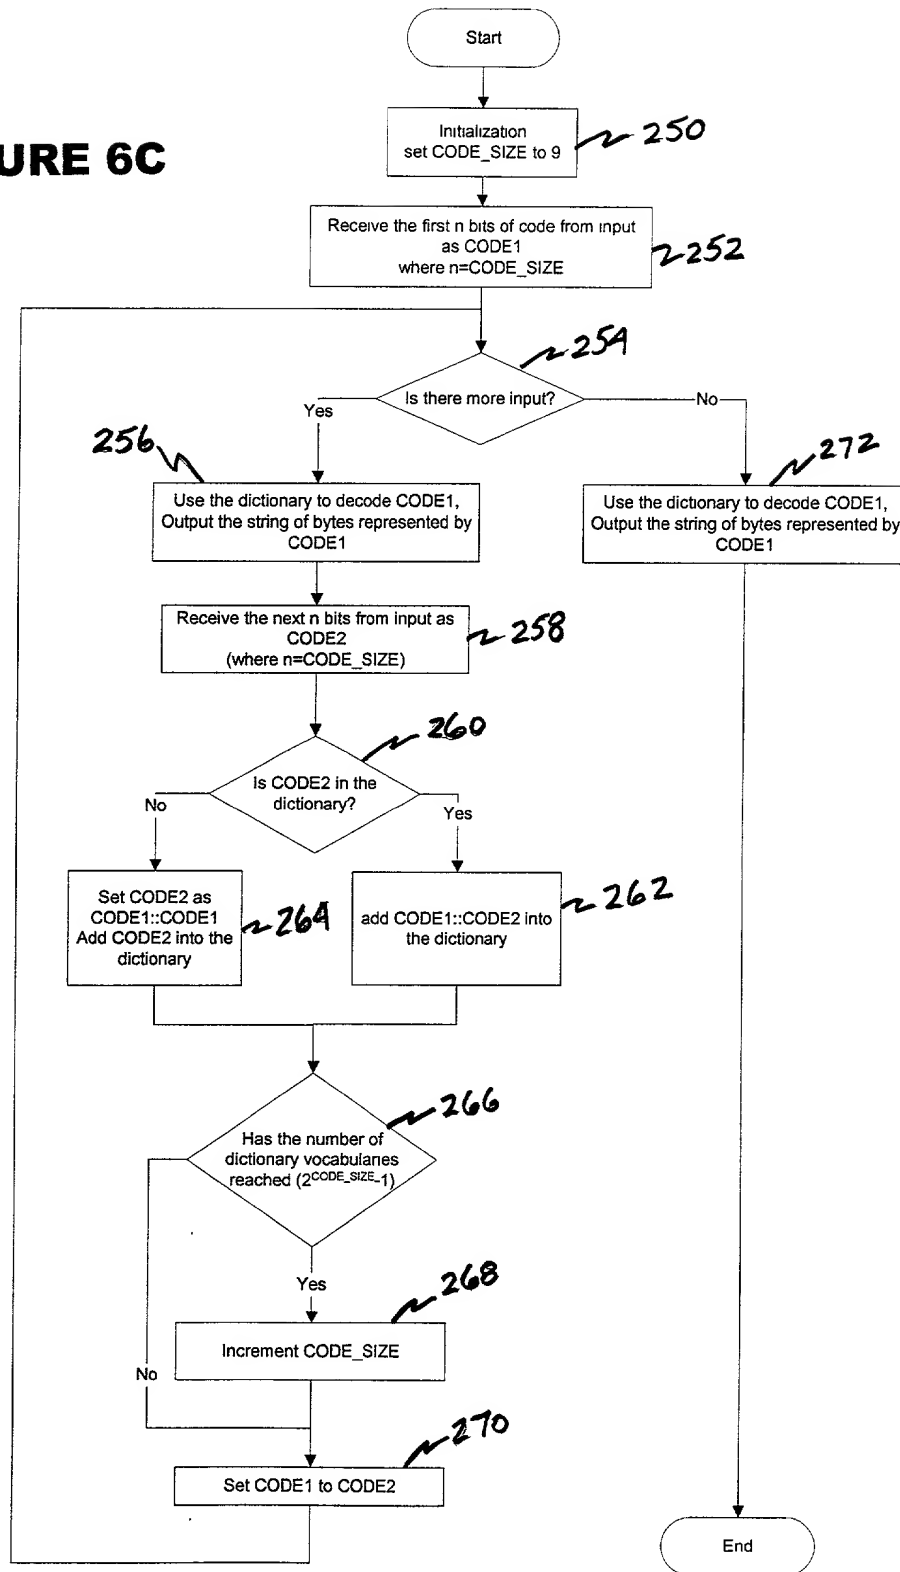 Start
Initialization
set CODE_SIZE to 9
250
URE 6C
Receive the first n bits of code from input
as CODE1
where n=CODE_SIZE
252
254
Is there more input?
Yes
No
256
272
Use the dictionary to decode CODE1,
Output the string of bytes represented by
CODE1
Use the dictionary to decode CODE1,
Output the string of bytes represented by
CODE1
Receive the next n bits from input as
CODE2
(where n=CODE_SIZE)
258
260
Is CODE2 in the
dictionary?
No
Yes
Set CODE2 as
CODE1::CODE1
Add CODE2 into the
dictionary
264
add CODE1::CODE2 into
the dictionary
262
266
Has the number of
dictionary vocabularies
reached (2^CODE_SIZE-1)
Yes
268
Increment CODE_SIZE
No
270
Set CODE1 to CODE2
End